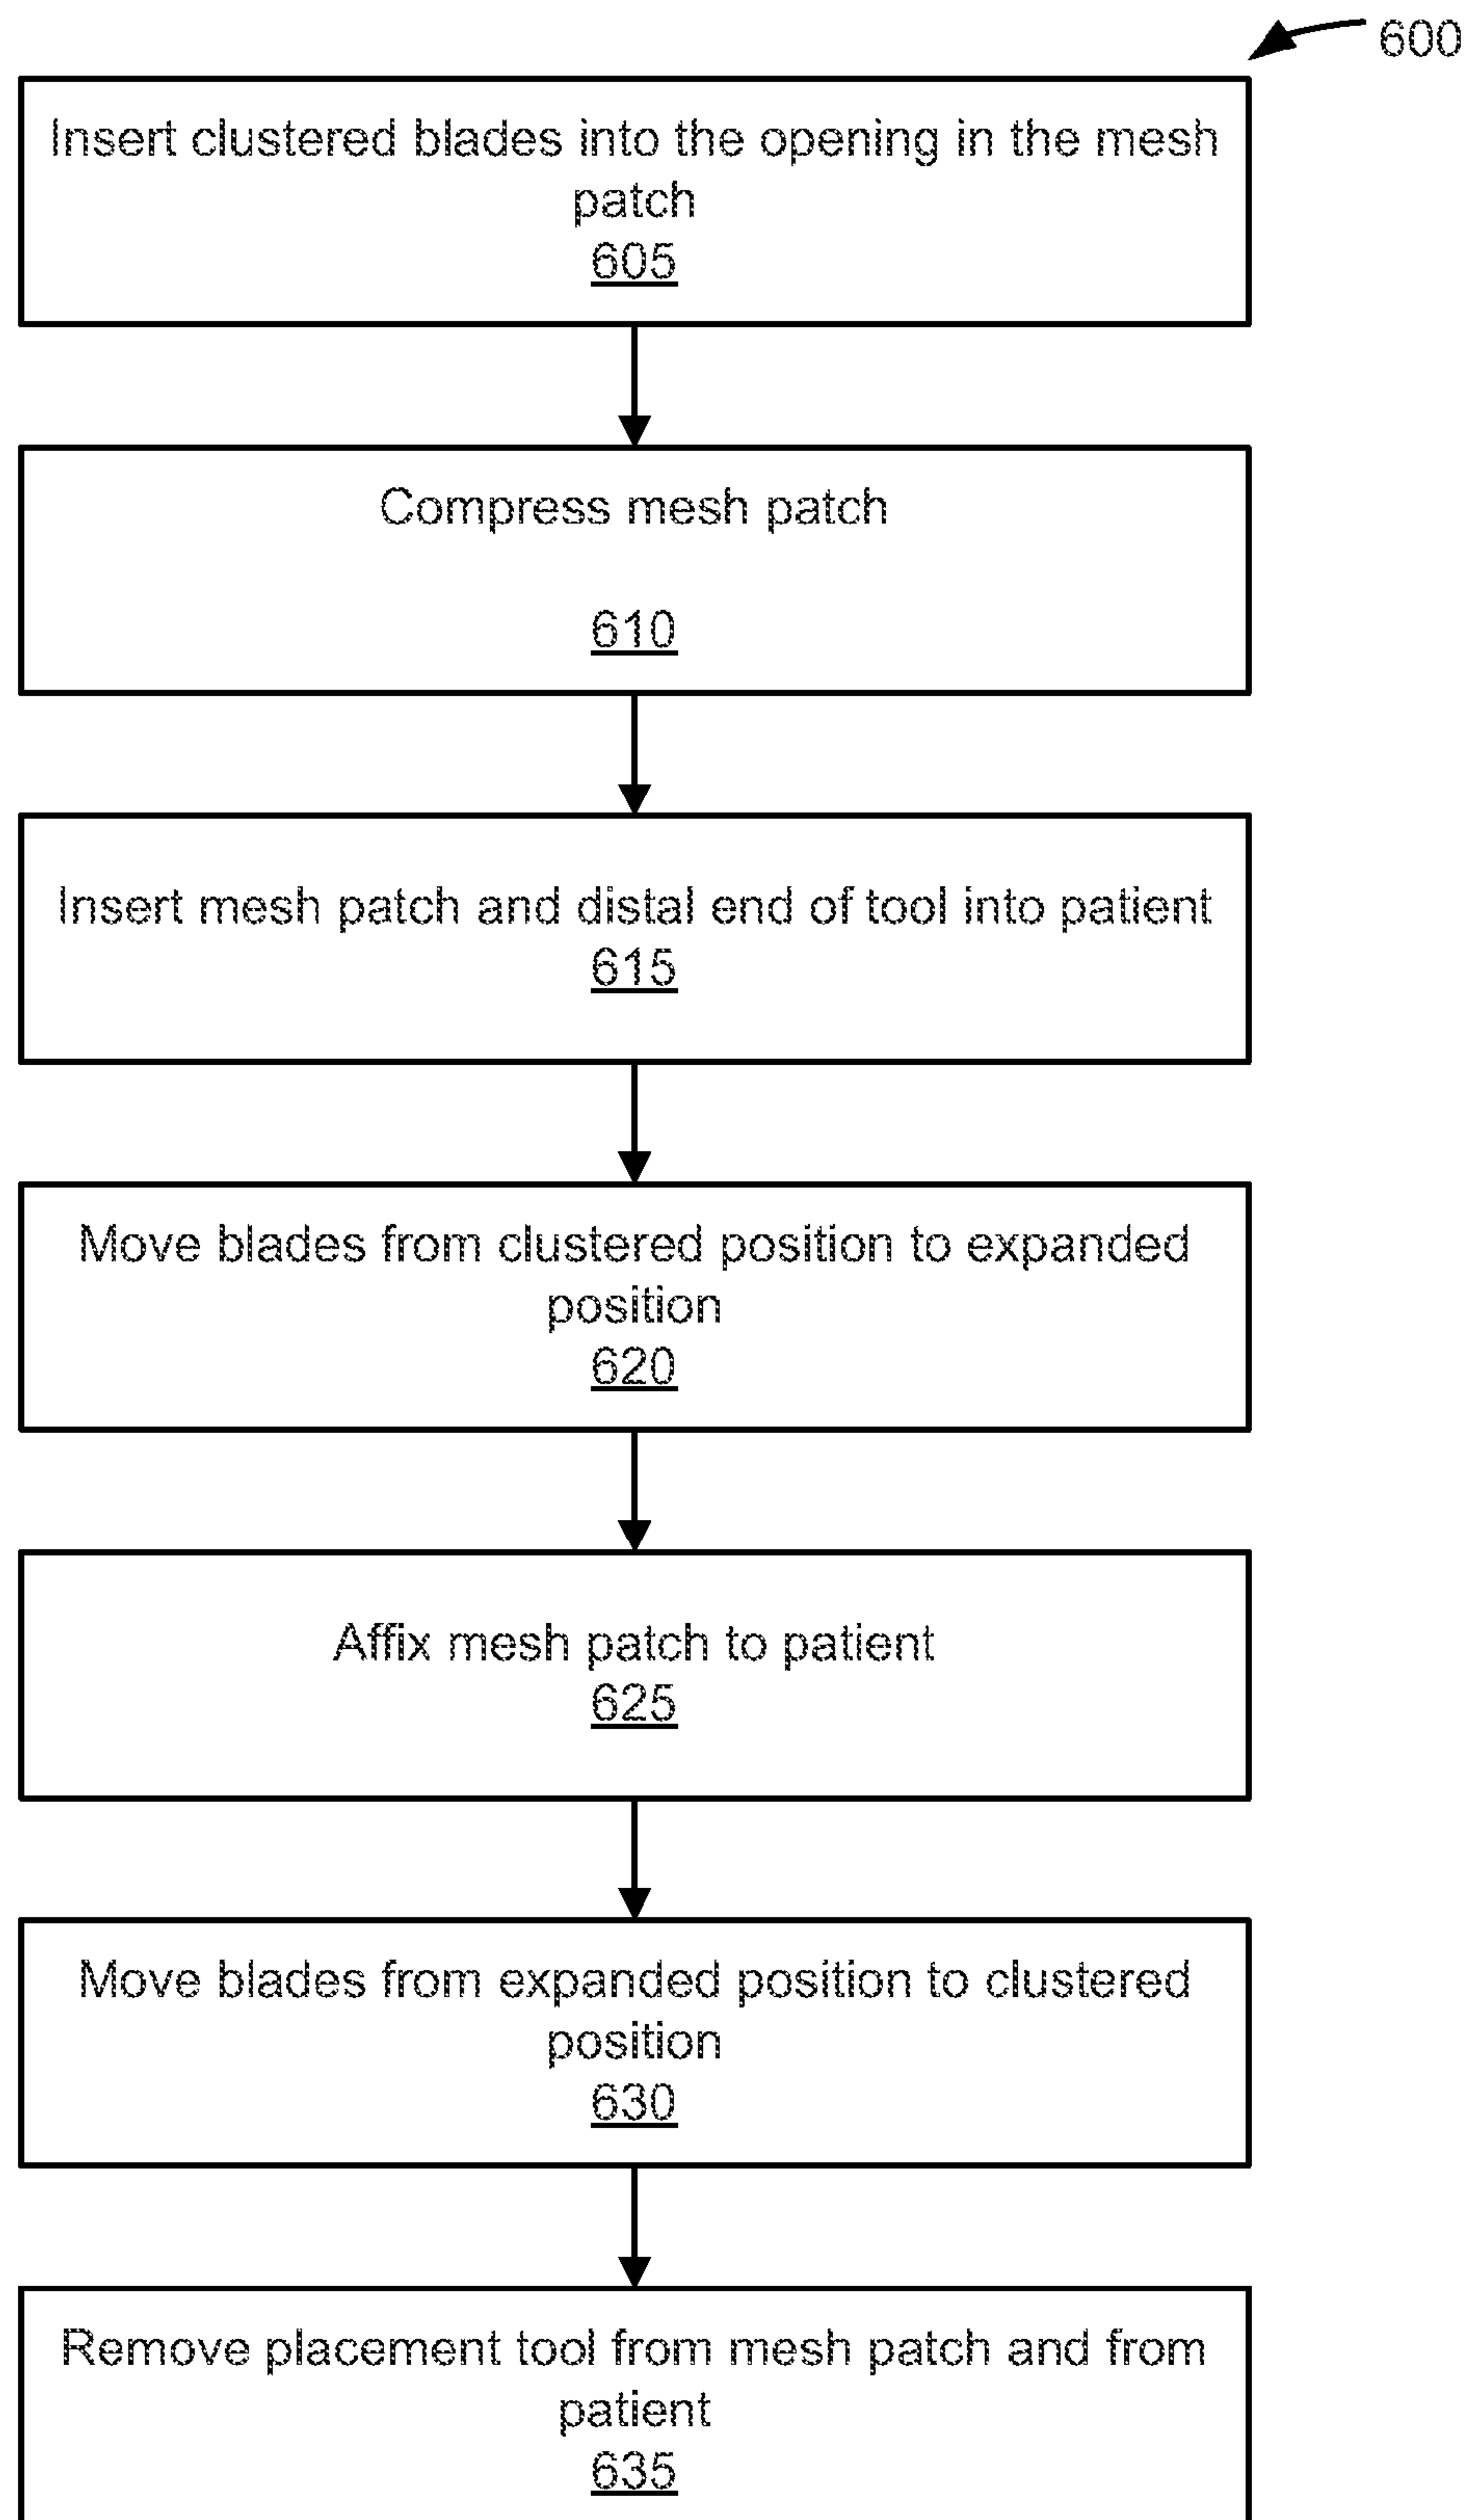 600
Insert clustered blades into the opening in the mesh
patch
605
Compress mesh patch
610
Insert mesh patch and distal end of tool into patient
615
Move blades from clustered position to expanded
position
620
Affix mesh patch to patient
625
Move blades from expanded position to clustered
position
630
Remove placement tool from mesh patch and from
patient
635